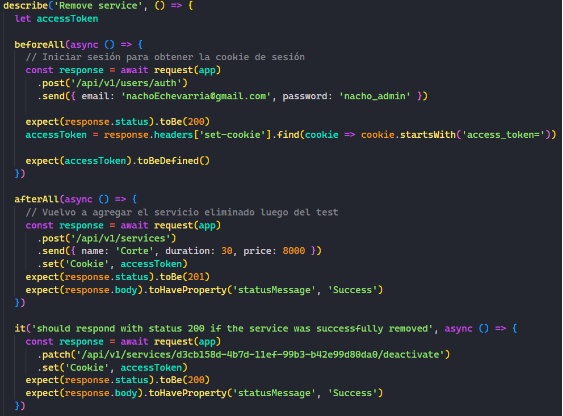 describe('Remove service', () => {
  let accessToken

  beforeAll(async () => {
    // Iniciar sesión para obtener la cookie de sesión
    const response = await request(app)
      .post('/api/v1/users/auth')
      .send({ email: 'nachoEchevarria@gmail.com', password: 'nacho_admin' })

    expect(response.status).toBe(200)
    accessToken = response.headers['set-cookie'].find(cookie => cookie.startsWith('access_token='))

    expect(accessToken).toBeDefined()
  })

  afterAll(async () => {
    // Vuelvo a agregar el servicio eliminado luego del test
    const response = await request(app)
      .post('/api/v1/services')
      .send({ name: 'Corte', duration: 30, price: 8000 })
      .set('Cookie', accessToken)
    expect(response.status).toBe(201)
    expect(response.body).toHaveProperty('statusMessage', 'Success')
  })

  it('should respond with status 200 if the service was successfully removed', async () => {
    const response = await request(app)
      .patch('/api/v1/services/d3cb158d-4b7d-11ef-99b3-b42e99d80da0/deactivate')
      .set('Cookie', accessToken)
    expect(response.status).toBe(200)
    expect(response.body).toHaveProperty('statusMessage', 'Success')
  })